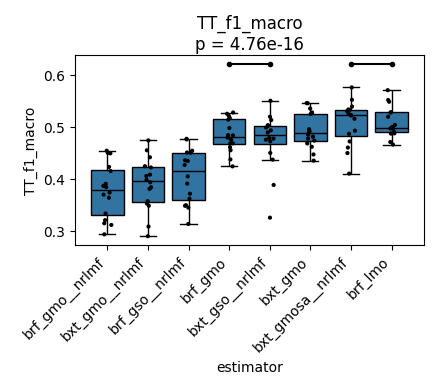 TT_f1_macro
p = 4.76e-16
TT_f1_macro
0.6
0.5
0.4
0.3
brf_gmo__nrlmf
bxt_gmo__nrlmf
brf_gso__nrlmf
brf_gmo
bxt_gso__nrlmf
bxt_gmo
bxt_gmosa__nrlmf
brf_lmo
estimator